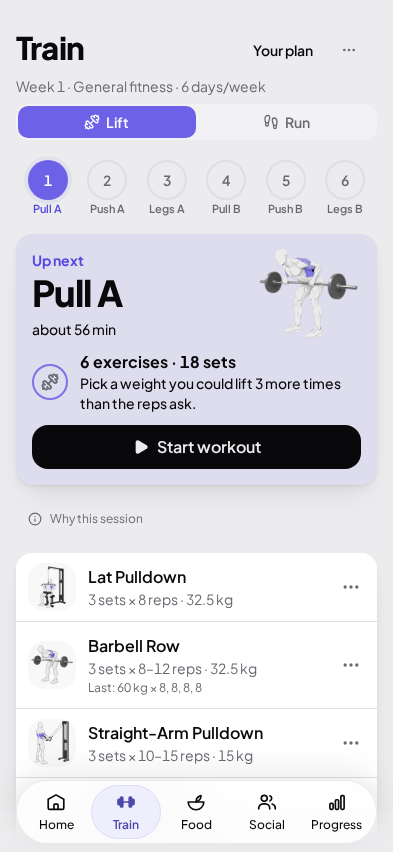 Train
Your plan
Week 1 · General fitness · 6 days/week
Lift
Run
1
2
3
4
5
6
Pull A
Push A
Legs A
Pull B
Push B
Legs B
Up next
Pull A
about 56 min
6 exercises · 18 sets
Pick a weight you could lift 3 more times
than the reps ask.
Start workout
Why this session
Lat Pulldown
3 sets × 8 reps · 32.5 kg
Barbell Row
3 sets × 8–12 reps · 32.5 kg
Last: 60 kg × 8, 8, 8, 8
Straight-Arm Pulldown
3 sets × 10–15 reps · 15 kg
Home
Train
Food
Social
Progress